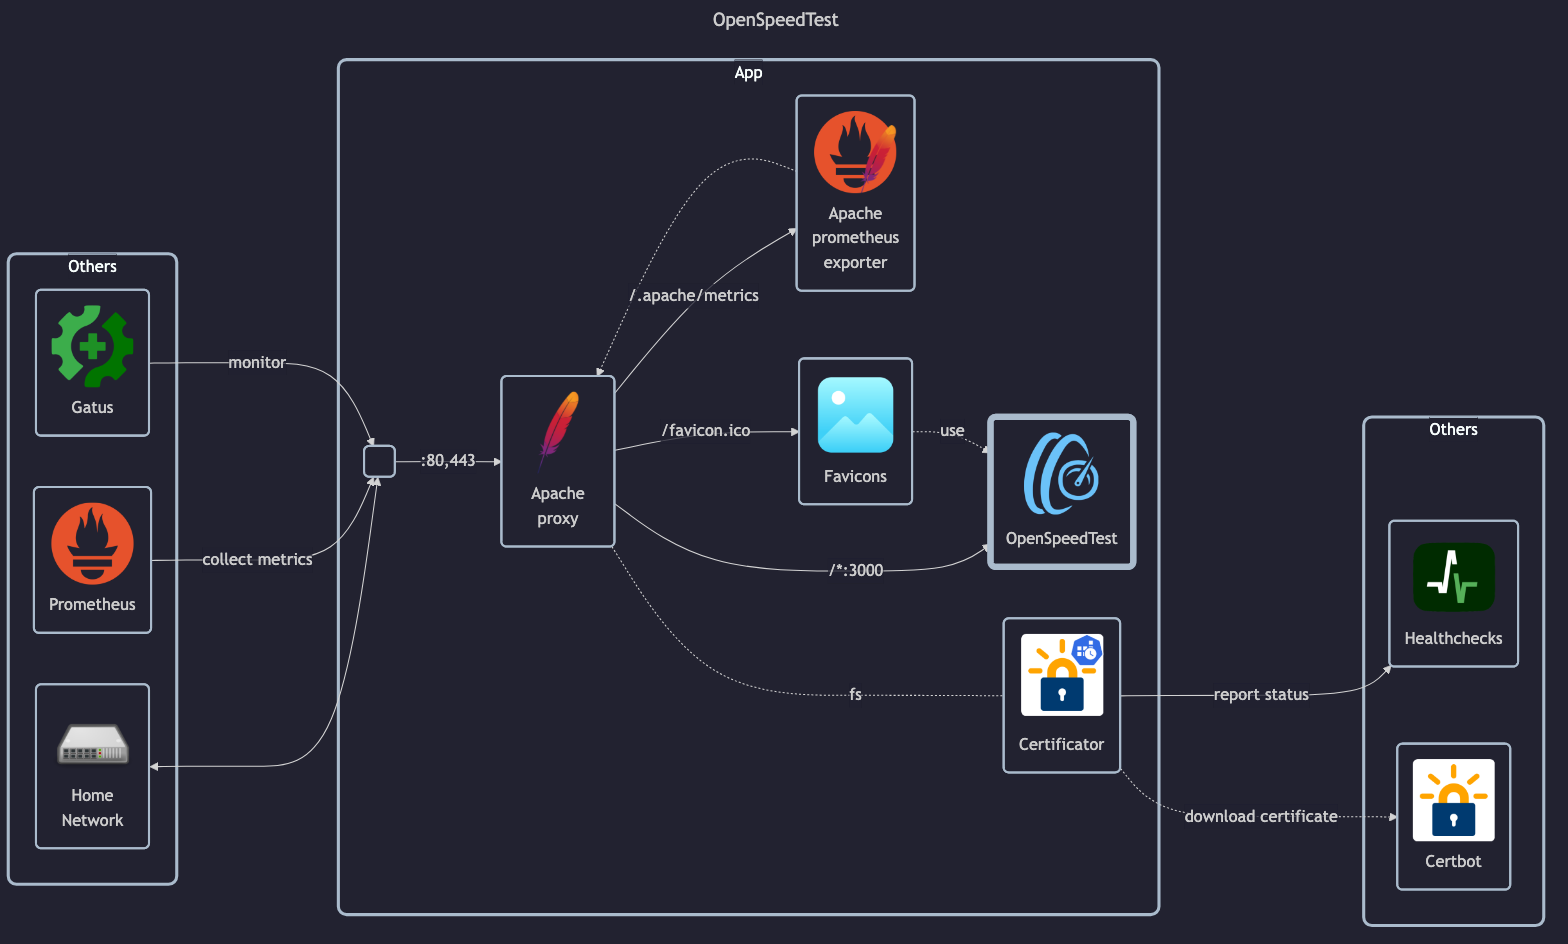 OpenSpeedTest
App
Apache
prometheus
exporter
Others
Gatus
monitor
/.apache/metrics
Apache
proxy
:80,443
/favicon.ico
Favicons
use
OpenSpeedTest
/*:3000
Prometheus
collect metrics
Home
Network
fs
Certificator
report status
download certificate
Others
Healthchecks
Certbot